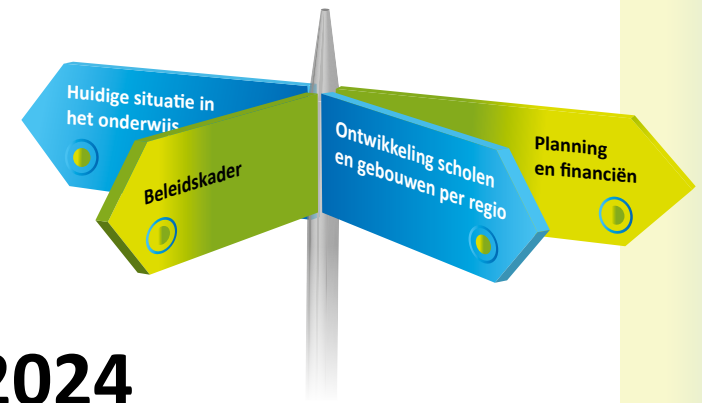 Huidige situatie in
het onderwijs
Beleidskader
Ontwikkeling scholen
en gebouwen per regio
Planning
en financiën
2024